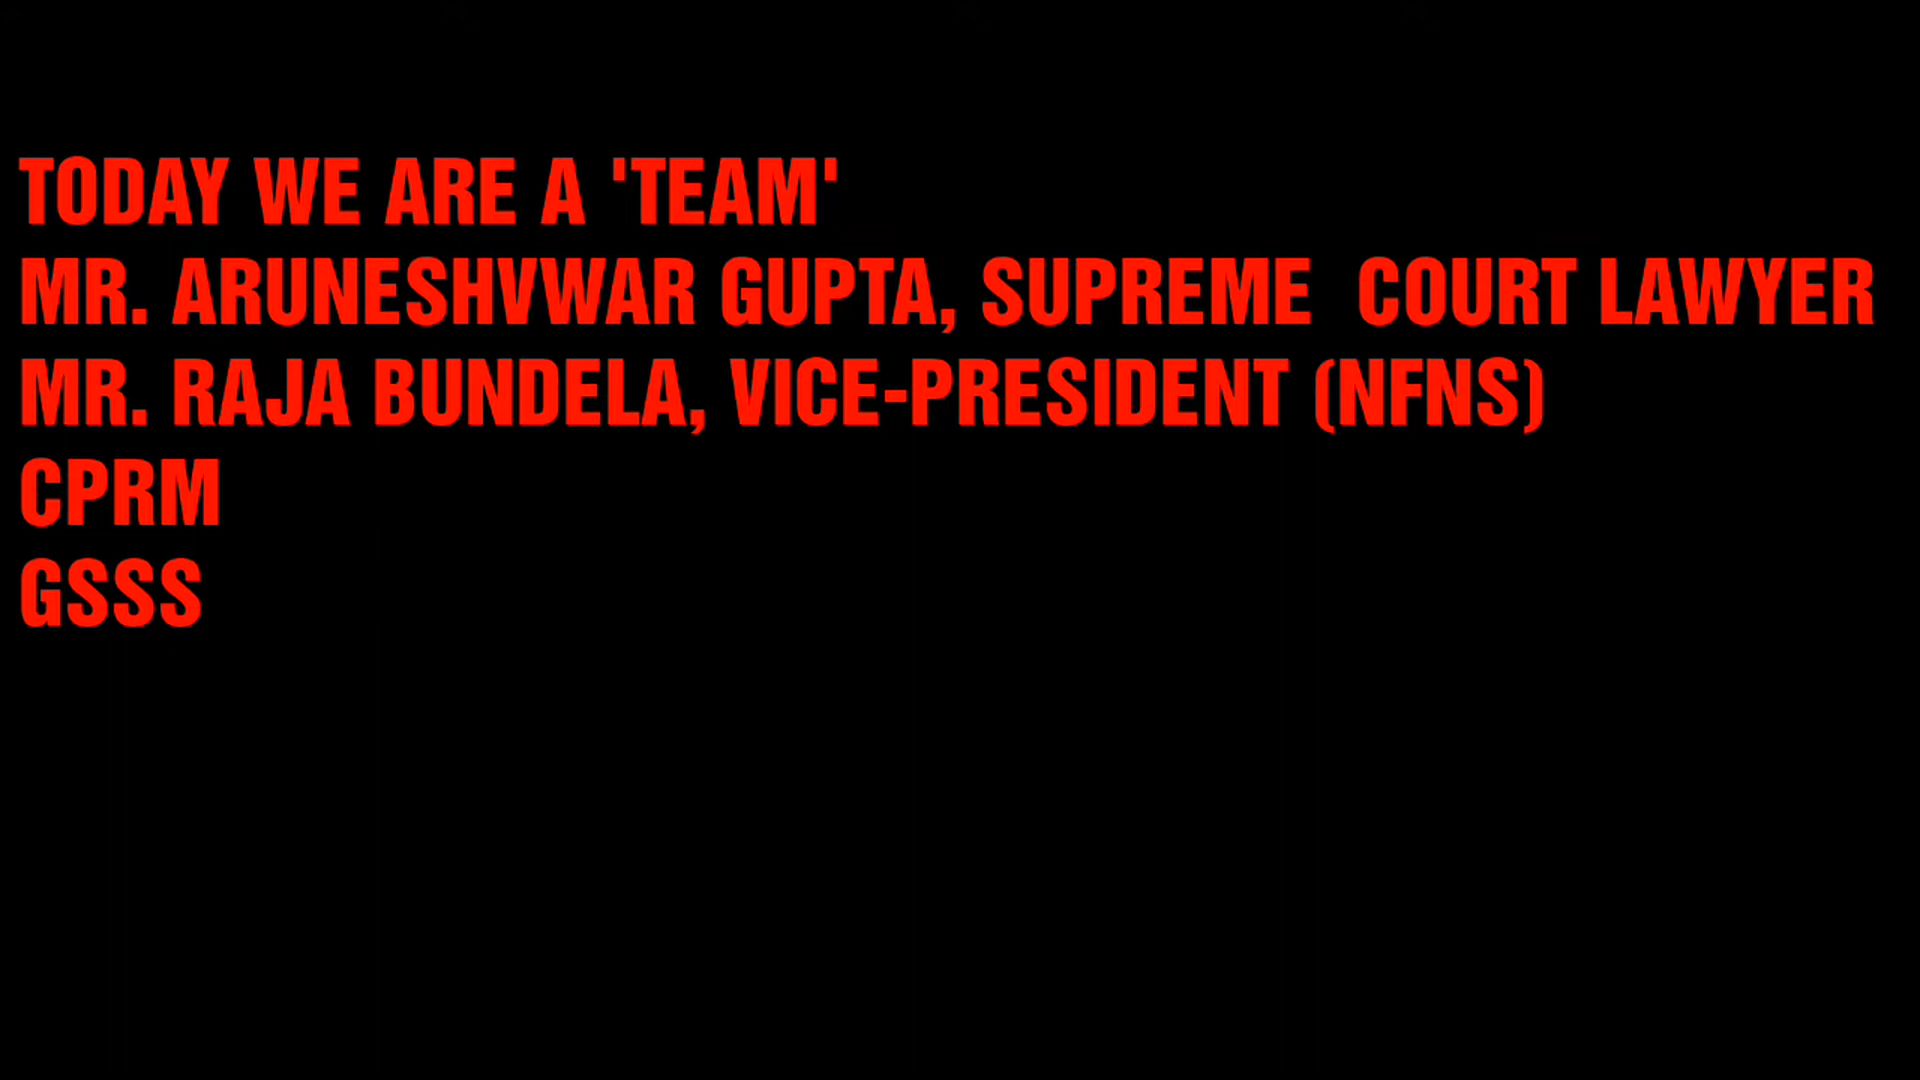 TODAY WE ARE A 'TEAM'
MR. ARUNESHVWAR GUPTA, SUPREME  COURT LAWYER
MR. RAJA BUNDELA, VICE-PRESIDENT (NFNS)
CPRM
GSSS